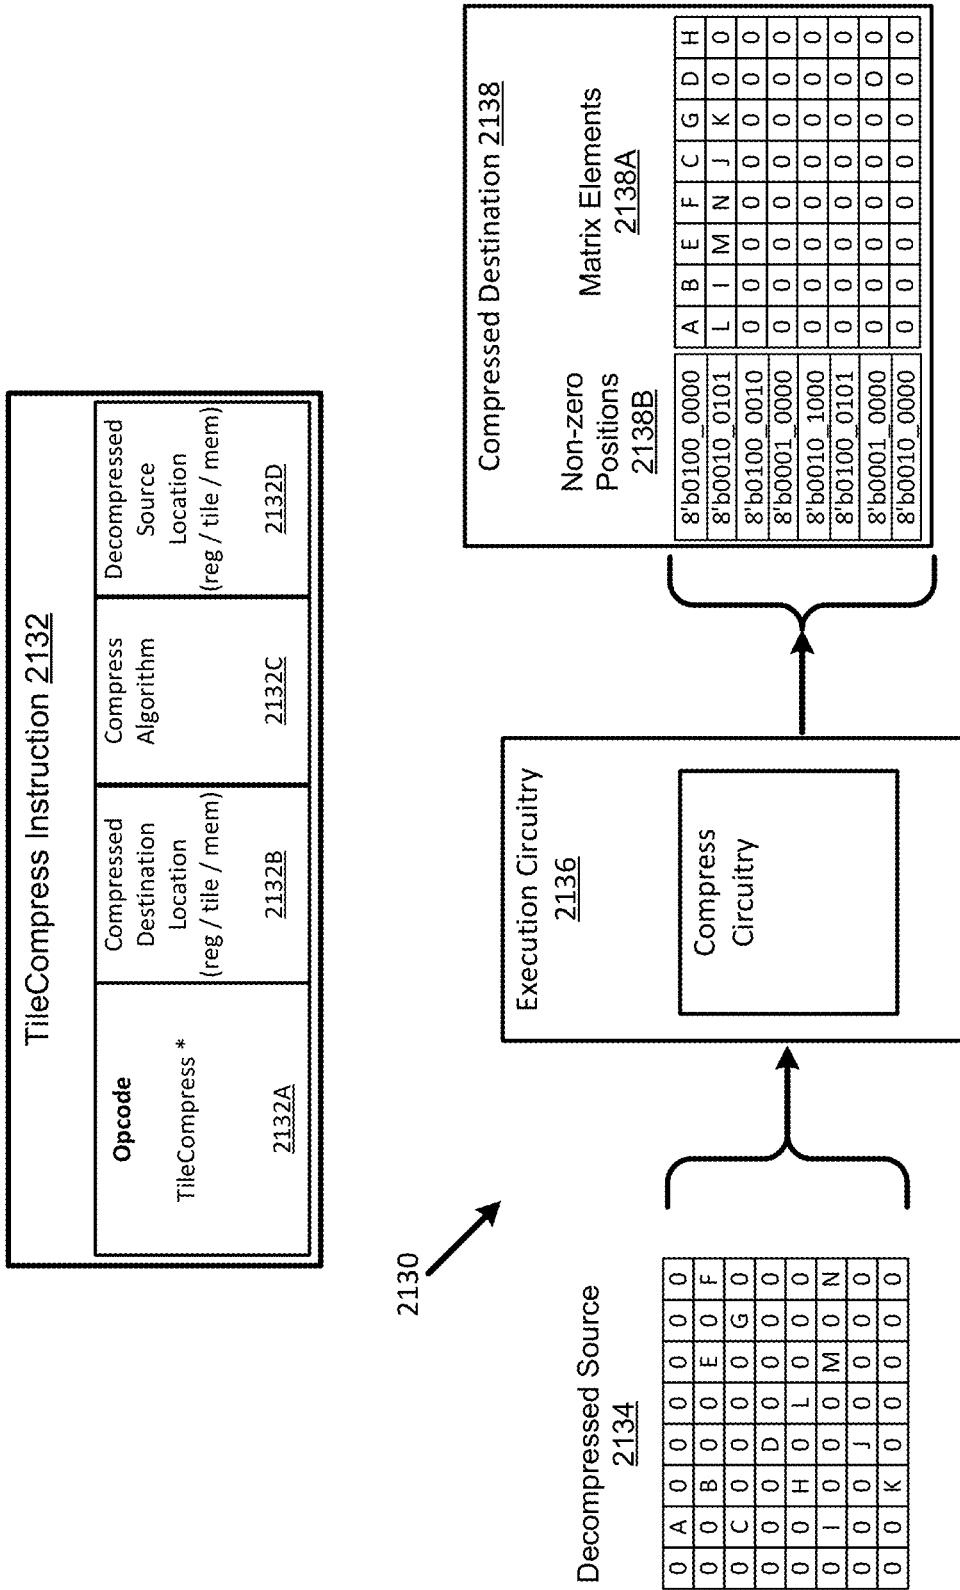 TileCompress Instruction 2132
Opcode
TileCompress *
2132A
Compressed
Destination
Location
(reg / tile / mem)
2132B
Compress
Algorithm
2132C
Decompressed
Source
Location
(reg / tile / mem)
2132D
2130
Decompressed Source
2134
0 A 0 0 0 0 0 0
0 0 B 0 0 E 0 F
0 C 0 0 0 0 G 0
0 0 0 D 0 0 0 0
0 0 H 0 L 0 0 0
0 I 0 0 0 M 0 N
0 0 0 J 0 0 0 0
0 0 K 0 0 0 0 0
Execution Circuitry
2136
Compress
Circuitry
Compressed Destination 2138
Non-zero
Positions
2138B
Matrix Elements
2138A
8'b0100_0000 A B E F C G D H
8'b0010_0101 L I M N J K 0 0
8'b0100_0010 0 0 0 0 0 0 0 0
8'b0001_0000 0 0 0 0 0 0 0 0
8'b0010_1000 0 0 0 0 0 0 0 0
8'b0100_0101 0 0 0 0 0 0 0 0
8'b0001_0000 0 0 0 0 0 0 O 0
8'b0010_0000 0 0 0 0 0 0 0 0